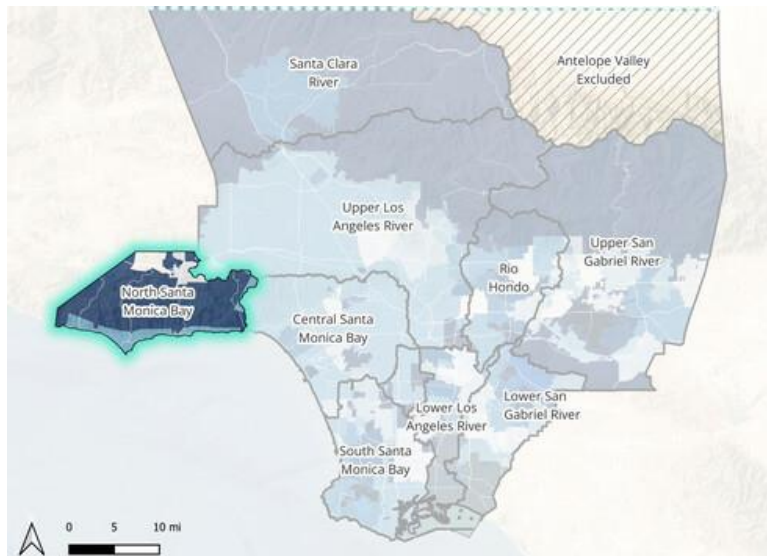 Santa Clara
River
Antelope Valley
Excluded
Upper Los
Angeles River
Upper San
Gabriel River
Rio
Hondo
North Santa
Monica Bay
Central Santa
Monica Bay
Lower Los
Angeles River
Lower San
Gabriel River
South Santa
Monica Bay
0 5 10 mi